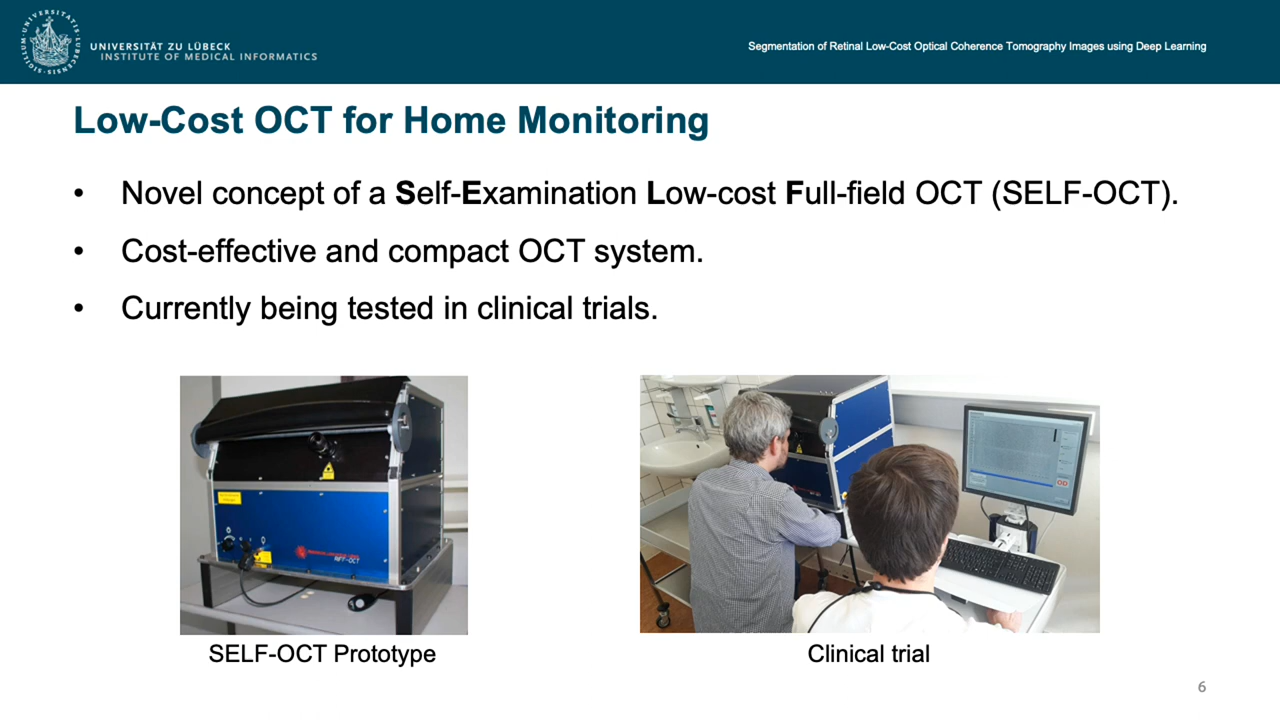 UNIVERSITÄT ZU LÜBECK
INSTITUTE OF MEDICAL INFORMATICS
Segmentation of Retinal Low-Cost Optical Coherence Tomography Images using Deep Learning
Low-Cost OCT for Home Monitoring
• Novel concept of a Self-Examination Low-cost Full-field OCT (SELF-OCT).
• Cost-effective and compact OCT system.
• Currently being tested in clinical trials.
OD
SELF-OCT Prototype
Clinical trial
6